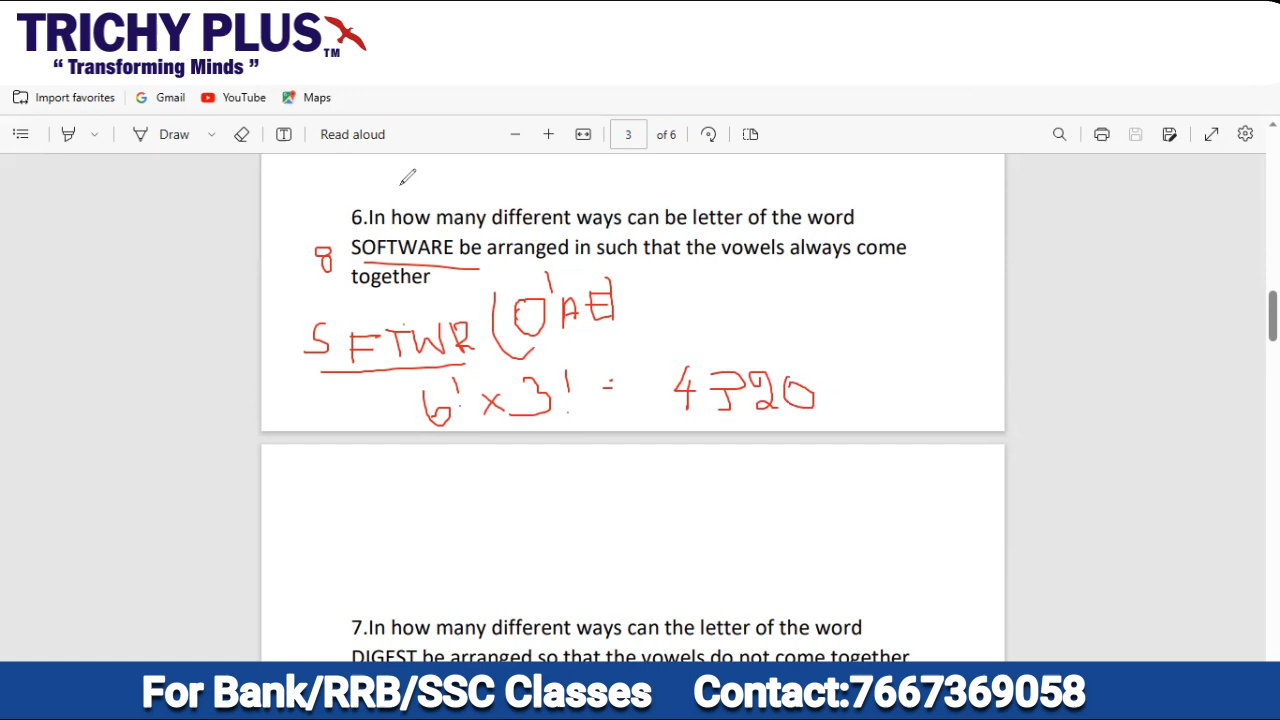 TRICHY PLUS
TM
“ Transforming Minds ”
Import favorites Gmail YouTube Maps
Draw Read aloud 3 of 6
6.In how many different ways can be letter of the word
8 SOFTWARE be arranged in such that the vowels always come
together
S FTWR (O A E
6! × 3! = 4320
7.In how many different ways can the letter of the word
DIGEST be arranged so that the vowels do not come together
For Bank/RRB/SSC Classes Contact:7667369058